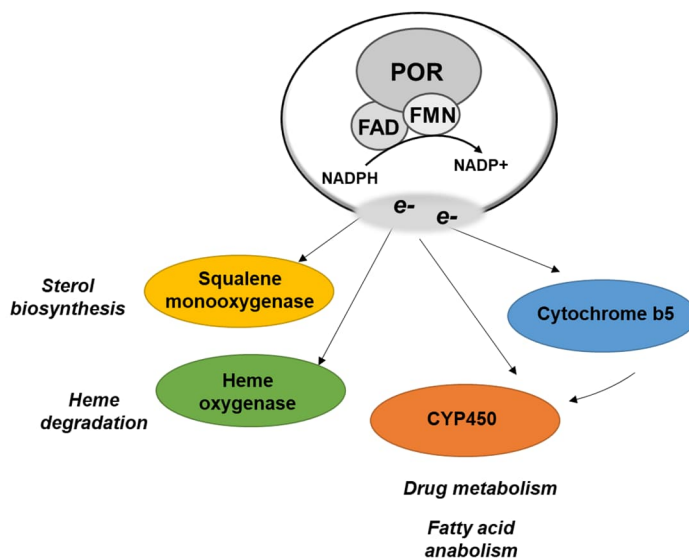 POR
FAD
FMN
NADPH
NADP+
e-
e-
Sterol
biosynthesis
Squalene
monooxygenase
Cytochrome b5
Heme
degradation
Heme
oxygenase
CYP450
Drug metabolism
Fatty acid
anabolism